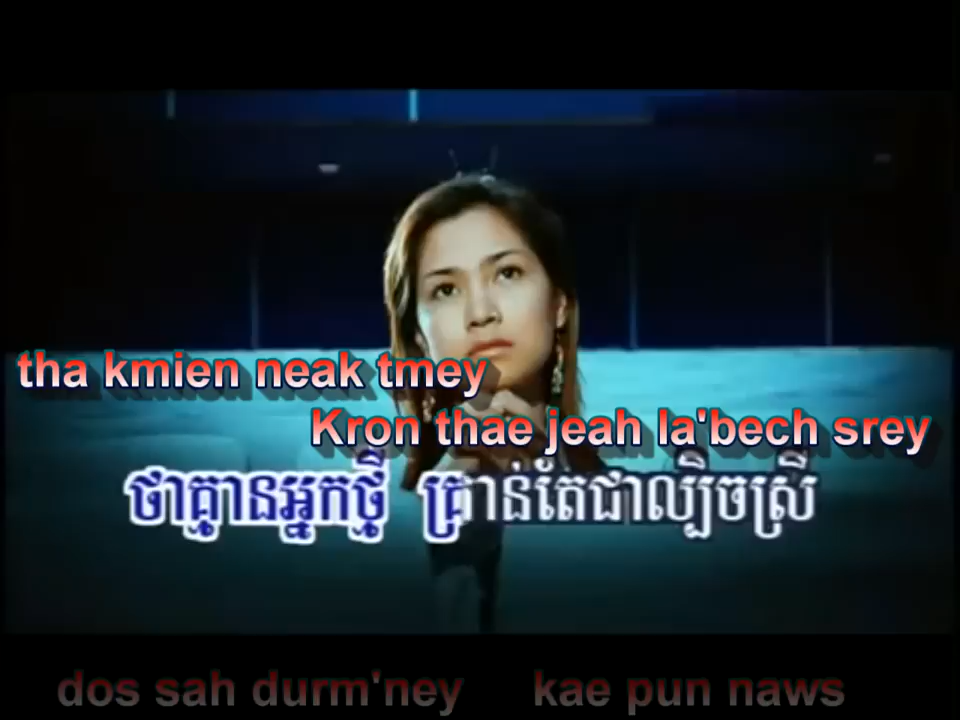 tha kmien neak tmey
Kron thae jeah la'bech srey
ថាគ្មានអ្នកថ្មី គ្រាន់តែជាល្បិចស្រី
dos sah durm'ney kae pun naws